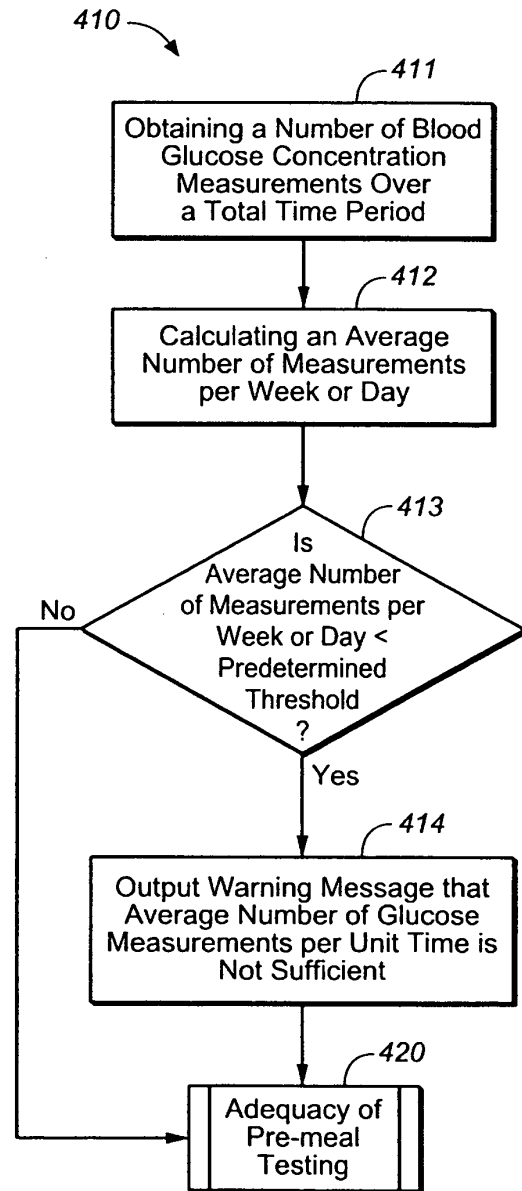 410
411
Obtaining a Number of Blood
Glucose Concentration
Measurements Over
a Total Time Period
412
Calculating an Average
Number of Measurements
per Week or Day
413
Is
Average Number
of Measurements per
Week or Day <
Predetermined
Threshold
?
No
Yes
414
Output Warning Message that
Average Number of Glucose
Measurements per Unit Time is
Not Sufficient
420
Adequacy of
Pre-meal
Testing